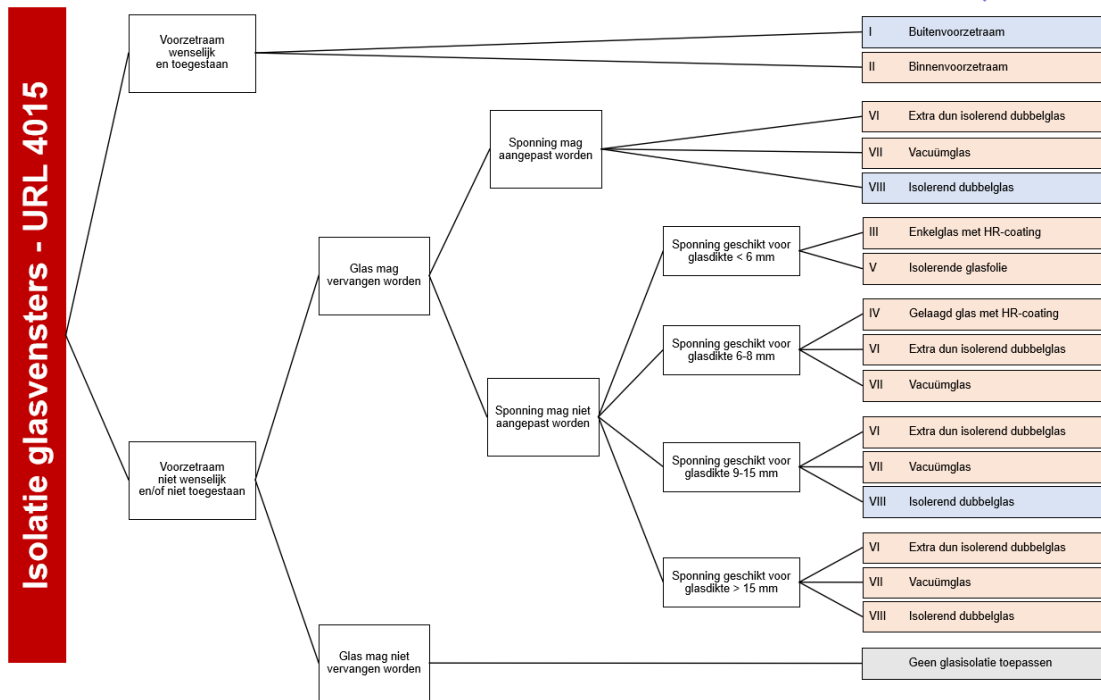 Isolatie glasvensters - URL 4015
Voorzetraam
wenselijk
en toegestaan
I Buitenvoorzetraam
II Binnenvoorzetraam
Voorzetraam
niet wenselijk
en/of niet toegestaan
Glas mag
vervangen worden
Sponning mag
aangepast worden
VI Extra dun isolerend dubbelglas
VII Vacuümglas
VIII Isolerend dubbelglas
Sponning mag niet
aangepast worden
Sponning geschikt voor
glasdikte < 6 mm
III Enkelglas met HR-coating
V Isolerende glasfolie
Sponning geschikt voor
glasdikte 6-8 mm
IV Gelaagd glas met HR-coating
VI Extra dun isolerend dubbelglas
VII Vacuümglas
Sponning geschikt voor
glasdikte 9-15 mm
VI Extra dun isolerend dubbelglas
VII Vacuümglas
VIII Isolerend dubbelglas
Sponning geschikt voor
glasdikte > 15 mm
VI Extra dun isolerend dubbelglas
VII Vacuümglas
VIII Isolerend dubbelglas
Glas mag niet
vervangen worden
Geen glasisolatie toepassen